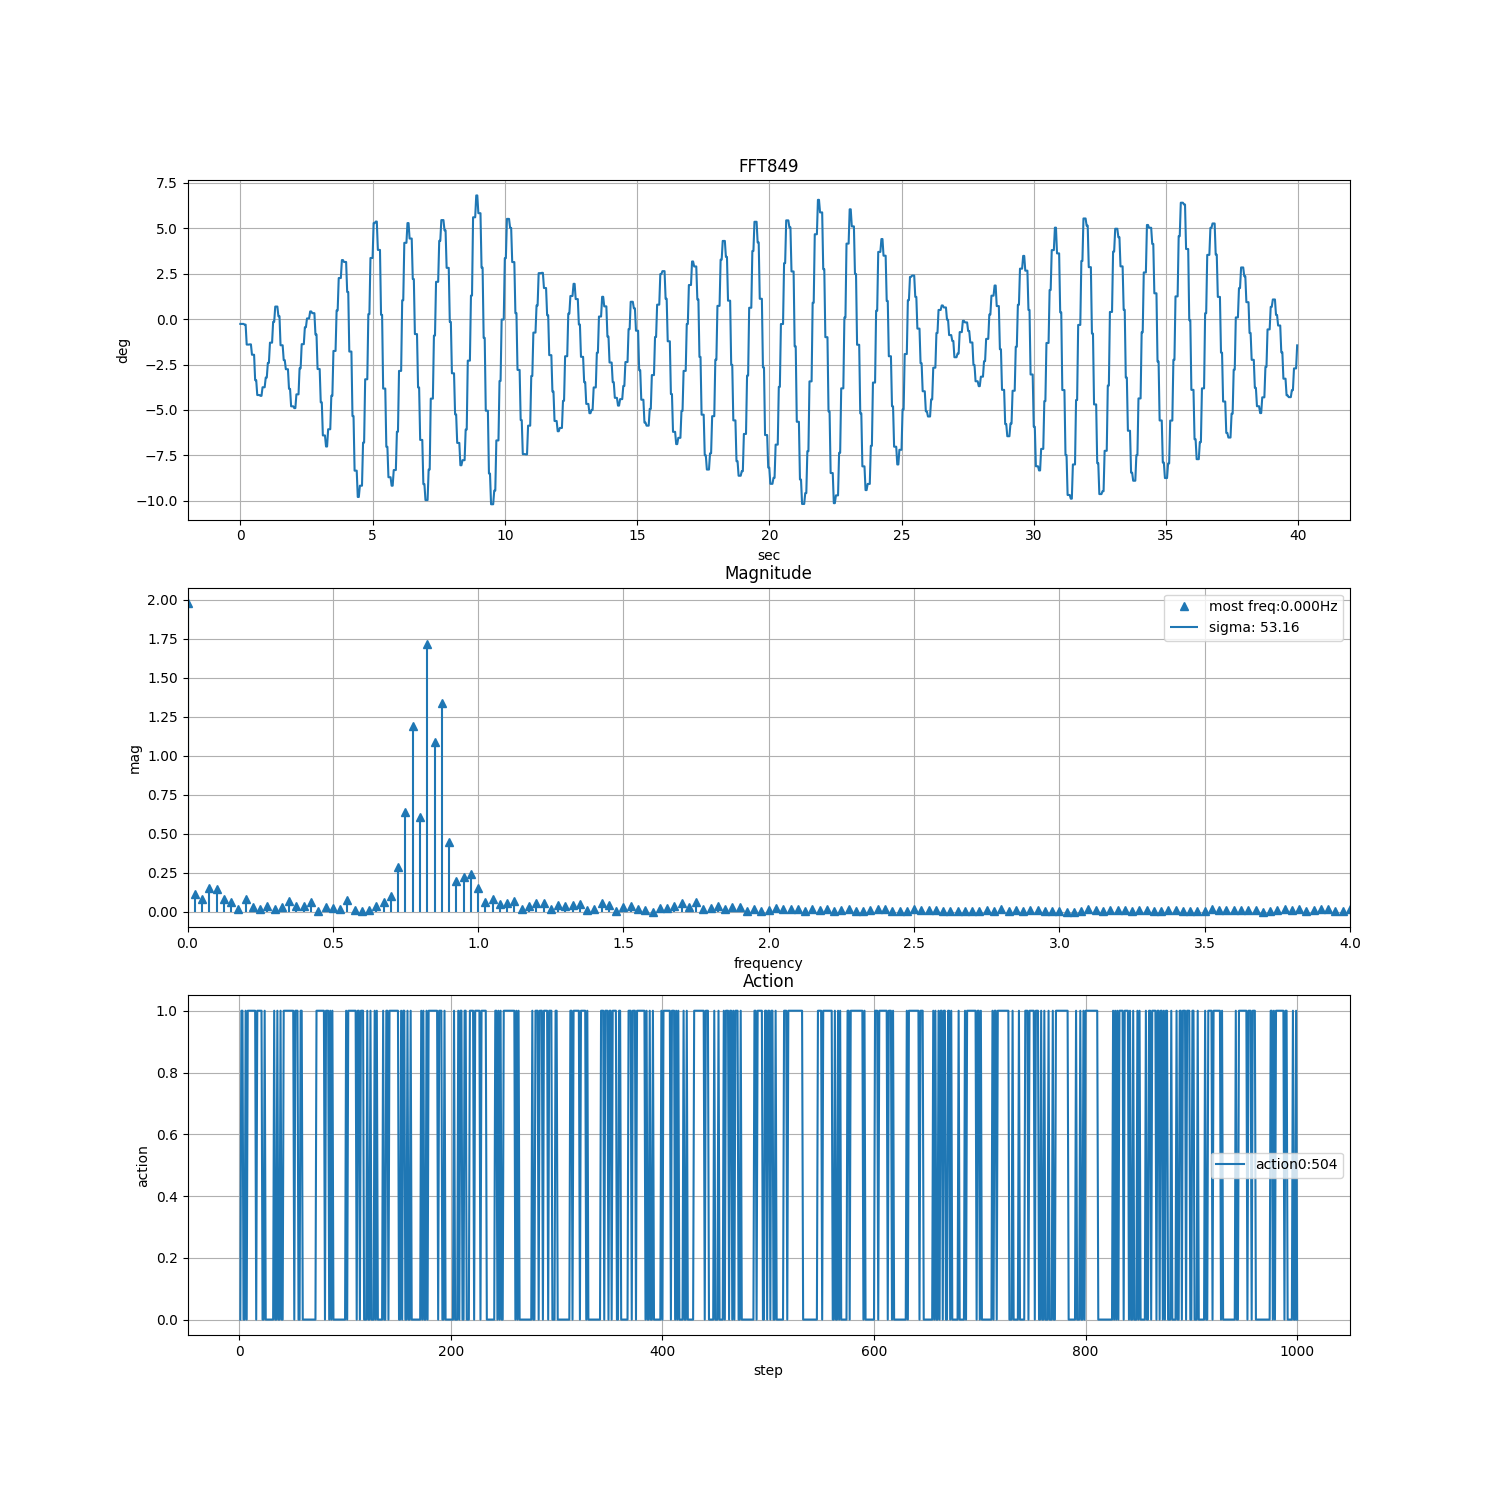 FFT849
7.5
5.0
2.5
0.0
−2.5
−5.0
−7.5
−10.0
deg
0 5 10 15 20 25 30 35 40
sec
Magnitude
2.00
1.75
1.50
1.25
1.00
0.75
0.50
0.25
0.00
mag
most freq:0.000Hz
sigma: 53.16
0.0 0.5 1.0 1.5 2.0 2.5 3.0 3.5 4.0
frequency
Action
1.0
0.8
0.6
0.4
0.2
0.0
action
action0:504
0 200 400 600 800 1000
step